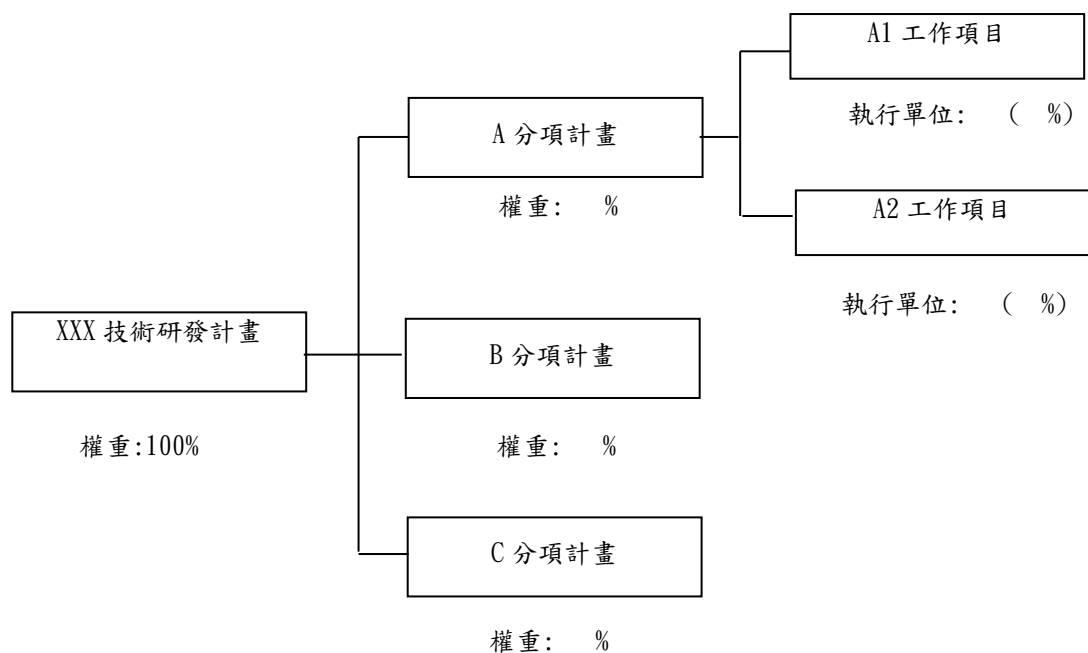 A1 工作項目
執行單位:　（　%）
A 分項計畫
權重:　%
A2 工作項目
執行單位:　（　%）
XXX 技術研發計畫
權重:100%
B 分項計畫
權重:　%
C 分項計畫
權重:　%